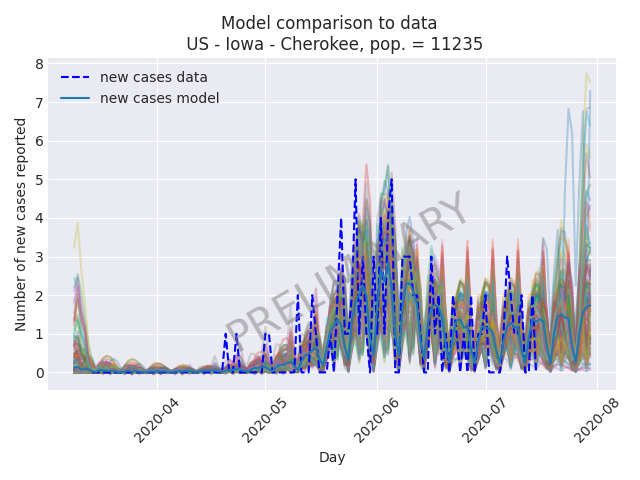 Model comparison to data
US - Iowa - Cherokee, pop. = 11235
8
7
6
5
4
3
2
1
0
Number of new cases reported
new cases data
new cases model
PRELIMINARY
2020-04
2020-05
2020-06
2020-07
2020-08
Day